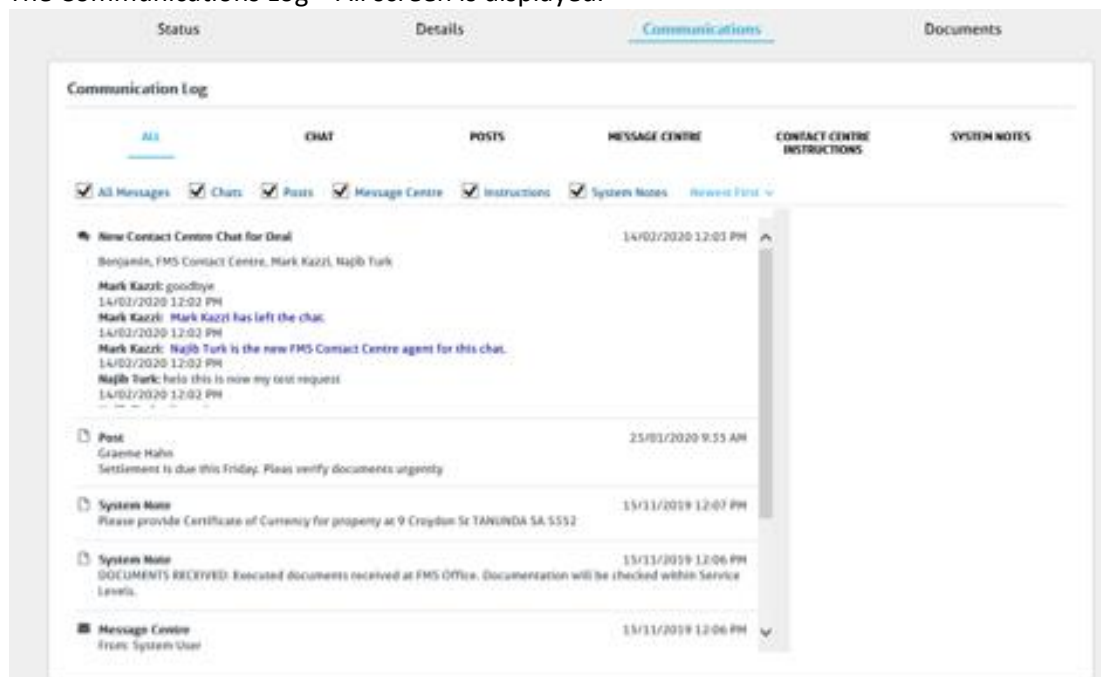 The Communications Log – All screen is displayed.
Status Details Communications Documents
Communication Log
ALL CHAT POSTS MESSAGE CENTRE CONTACT CENTRE INSTRUCTIONS SYSTEM NOTES
All Messages Chats Posts Message Centre Instructions System Notes Newest First
New Contact Centre Chat for Deal 14/02/2020 12:03 PM
Benjamin, FMS Contact Centre, Mark Kazzi, Najib Turk
Mark Kazzi: goodbye
14/02/2020 12:02 PM
Mark Kazzi: Mark Kazzi has left the chat.
14/02/2020 12:02 PM
Mark Kazzi: Najib Turk is the new FMS Contact Centre agent for this chat.
14/02/2020 12:02 PM
Najib Turk: helo this is now my test request
14/02/2020 12:02 PM
Post 23/01/2020 9:35 AM
Graeme Hahn
Settlement is due this Friday. Pleas verify documents urgently
System Note 15/11/2019 12:07 PM
Please provide Certificate of Currency for property at 9 Croydon St TANUNDA SA 5352
System Note 15/11/2019 12:06 PM
DOCUMENTS RECEIVED: Executed documents received at FMS Office. Documentation will be checked within Service
Levels.
Message Centre 15/11/2019 12:06 PM
From: System User